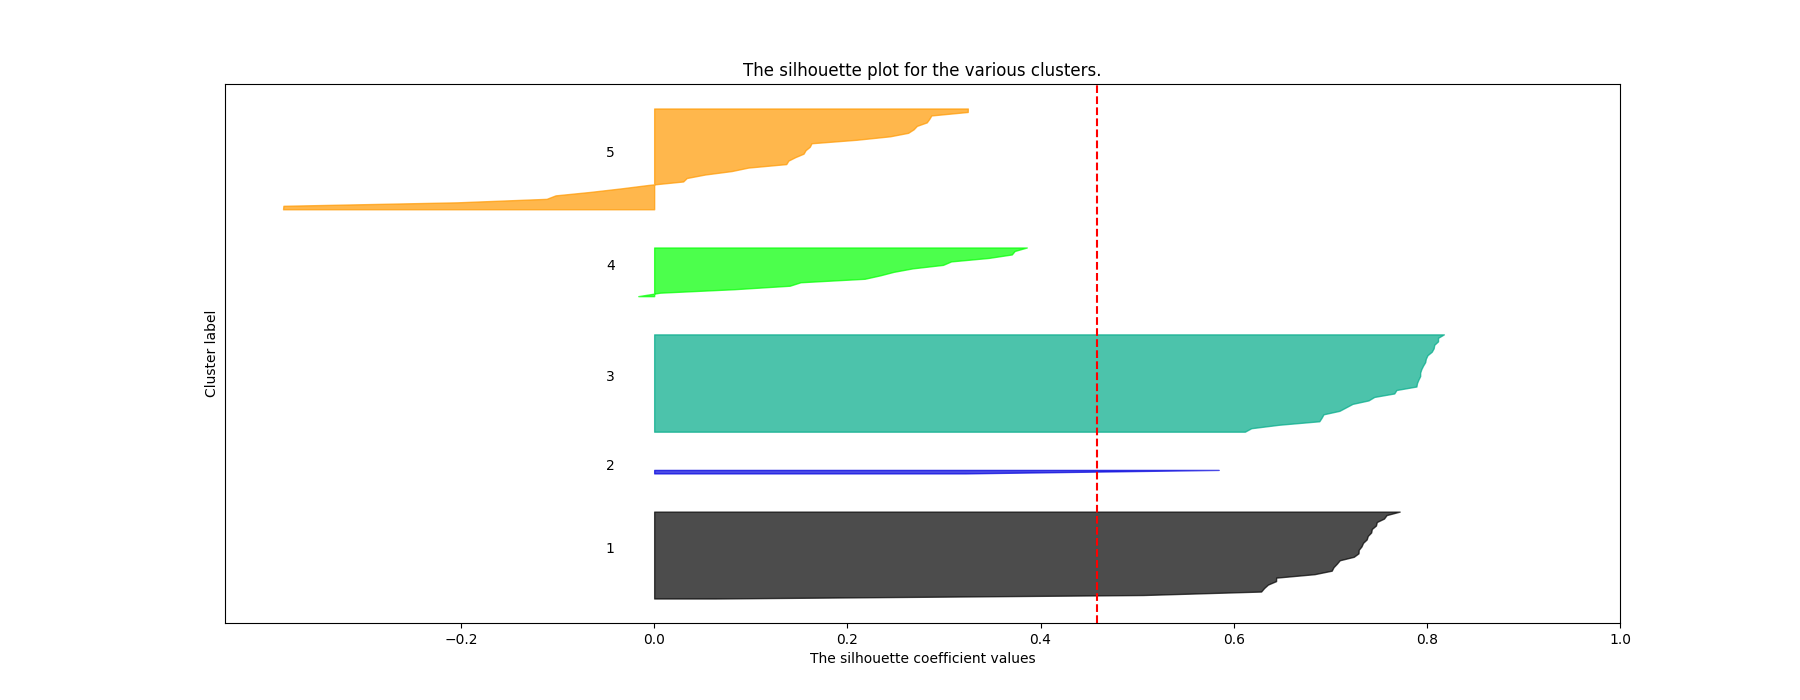 The silhouette plot for the various clusters.
5
4
3
2
1
Cluster label
−0.2 0.0 0.2 0.4 0.6 0.8 1.0
The silhouette coefficient values